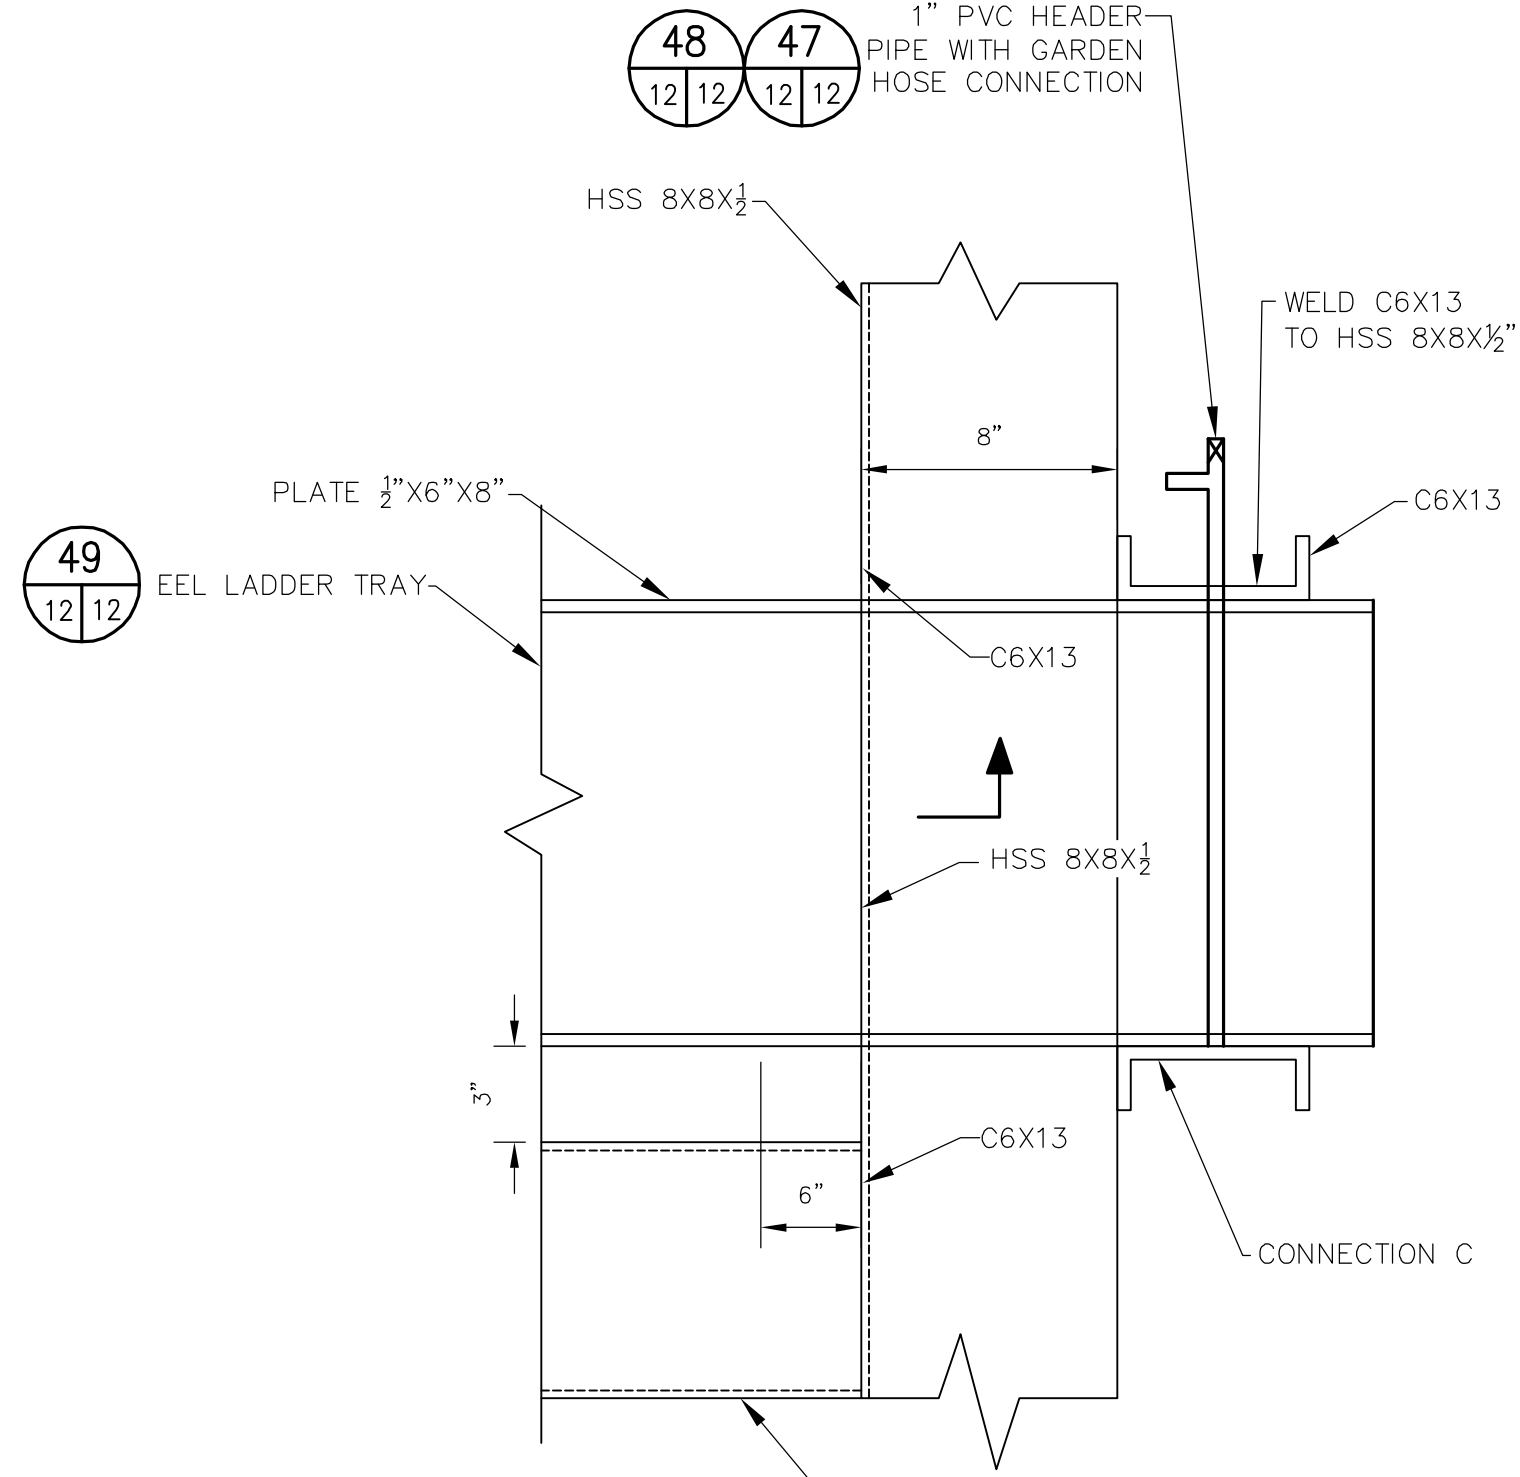 48
12 12
47
12 12
1" PVC HEADER
PIPE WITH GARDEN
HOSE CONNECTION
HSS 8X8X1/2
WELD C6X13
TO HSS 8X8X1/2"
8"
PLATE 1/2"X6"X8"
C6X13
49
12 12
EEL LADDER TRAY
C6X13
HSS 8X8X1/2
3"
C6X13
6"
CONNECTION C